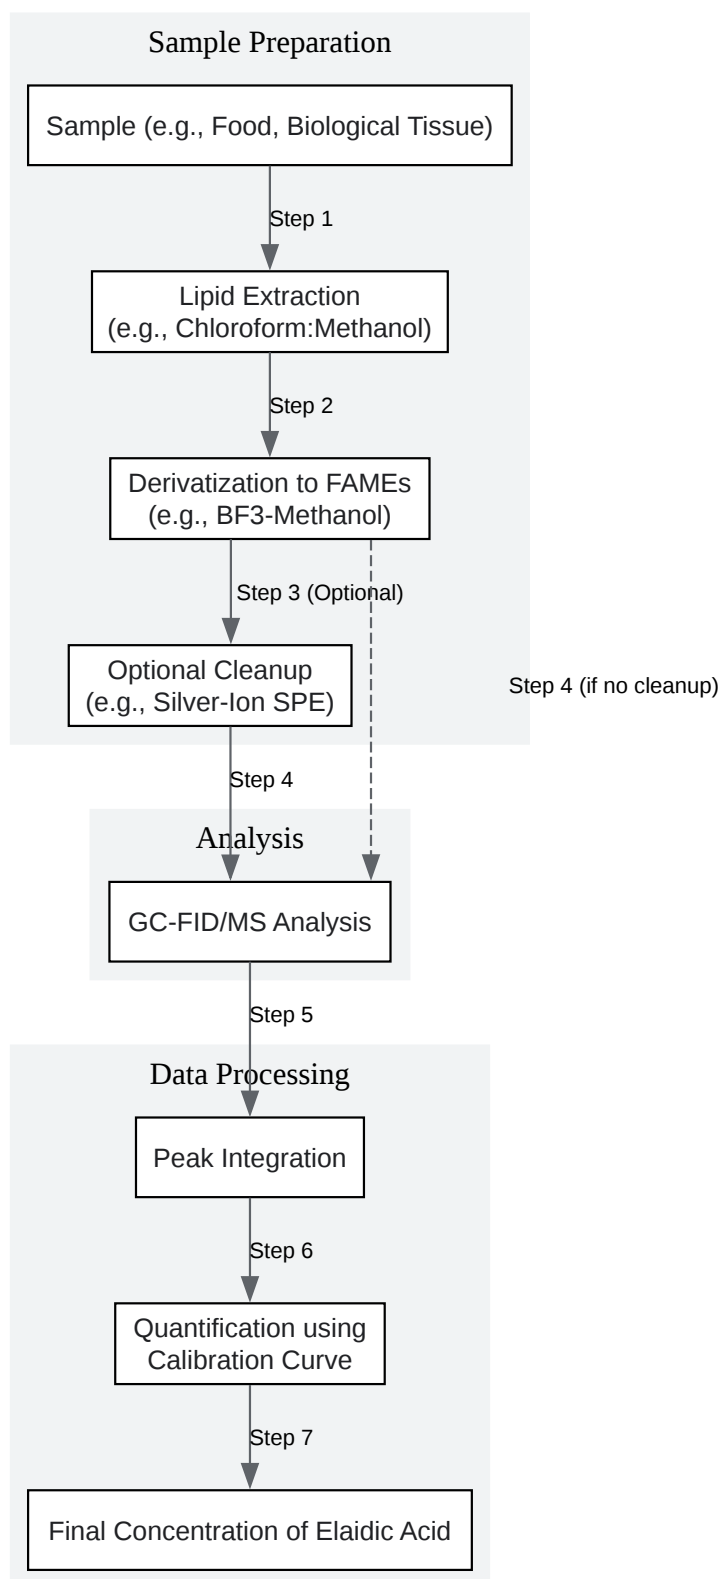 Sample Preparation
Sample (e.g., Food, Biological Tissue)
Step 1
Lipid Extraction
(e.g., Chloroform:Methanol)
Step 2
Derivatization to FAMEs
(e.g., BF3-Methanol)
Step 3 (Optional)
Optional Cleanup
(e.g., Silver-Ion SPE)
Step 4 (if no cleanup)
Step 4
Analysis
GC-FID/MS Analysis
Step 5
Data Processing
Peak Integration
Step 6
Quantification using
Calibration Curve
Step 7
Final Concentration of Elaidic Acid